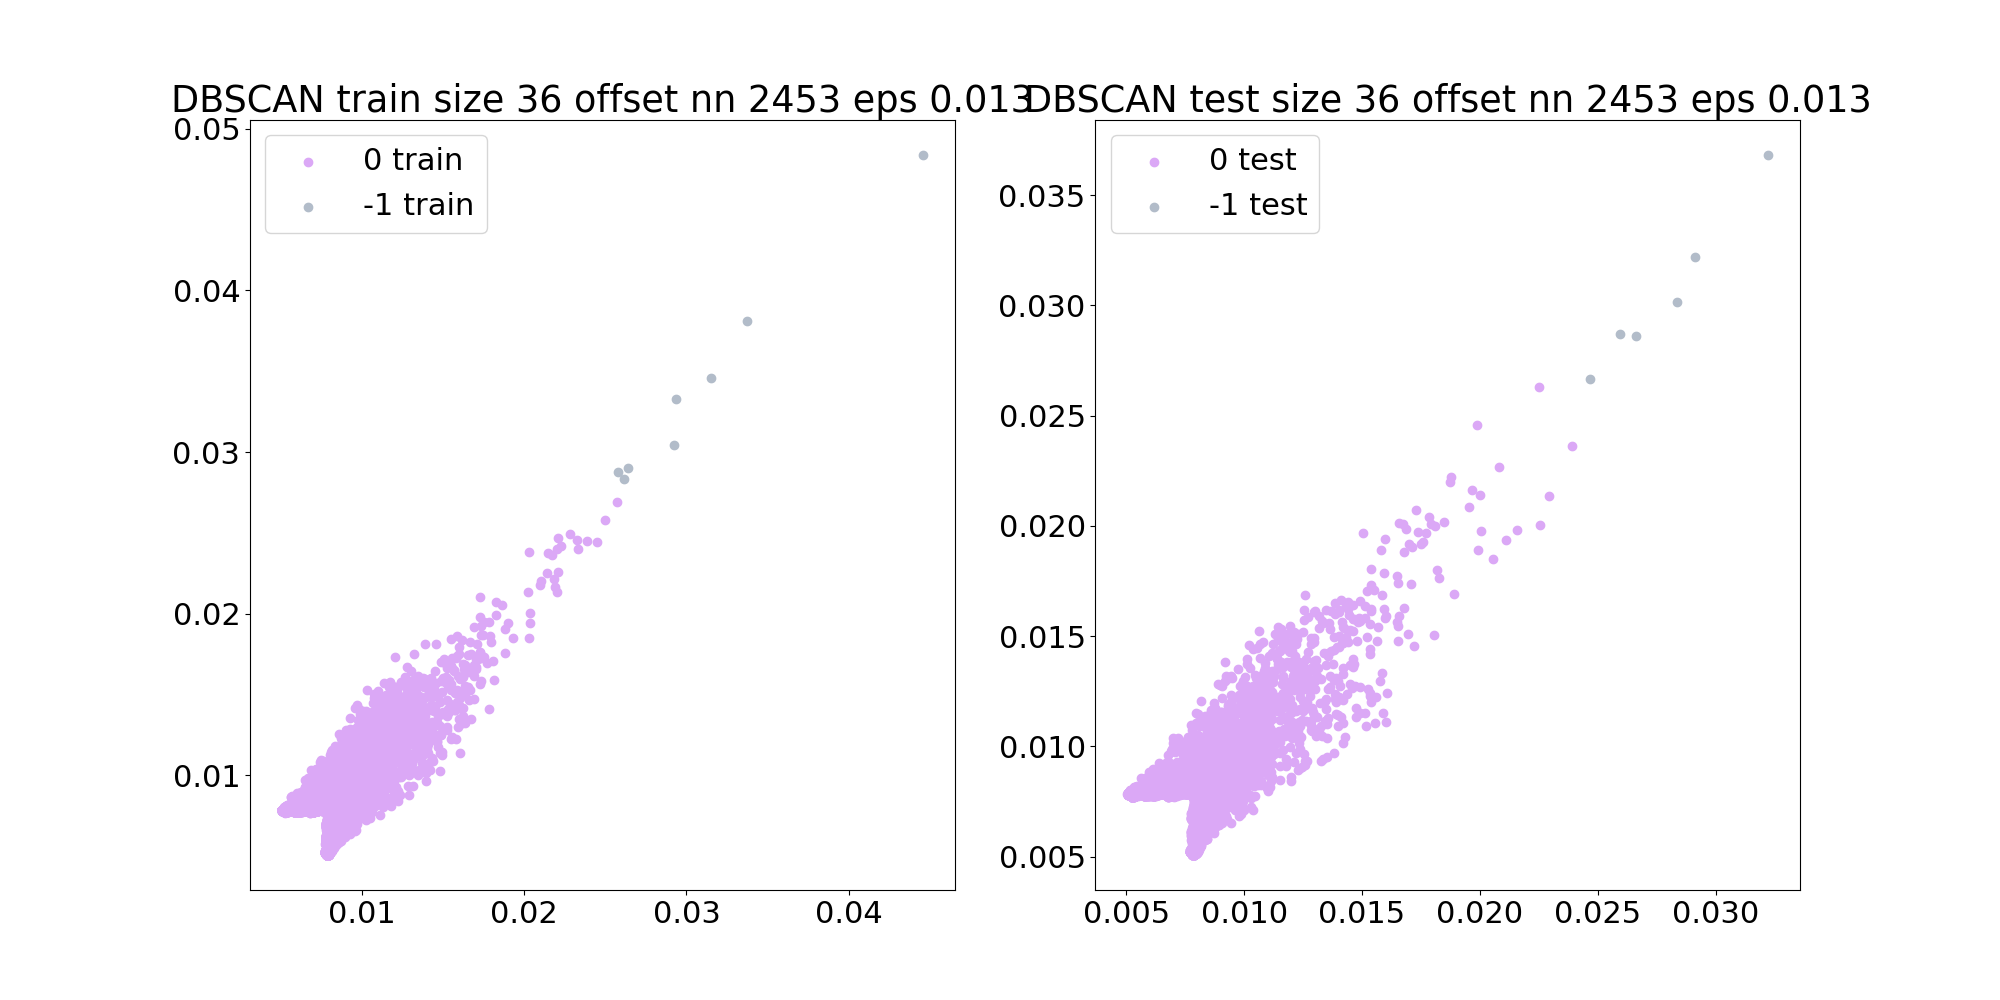 DBSCAN train size 36 offset nn 2453 eps 0.013
0 train
-1 train
0.05
0.04
0.03
0.02
0.01
0.01 0.02 0.03 0.04
DBSCAN test size 36 offset nn 2453 eps 0.013
0 test
-1 test
0.035
0.030
0.025
0.020
0.015
0.010
0.005
0.005 0.010 0.015 0.020 0.025 0.030